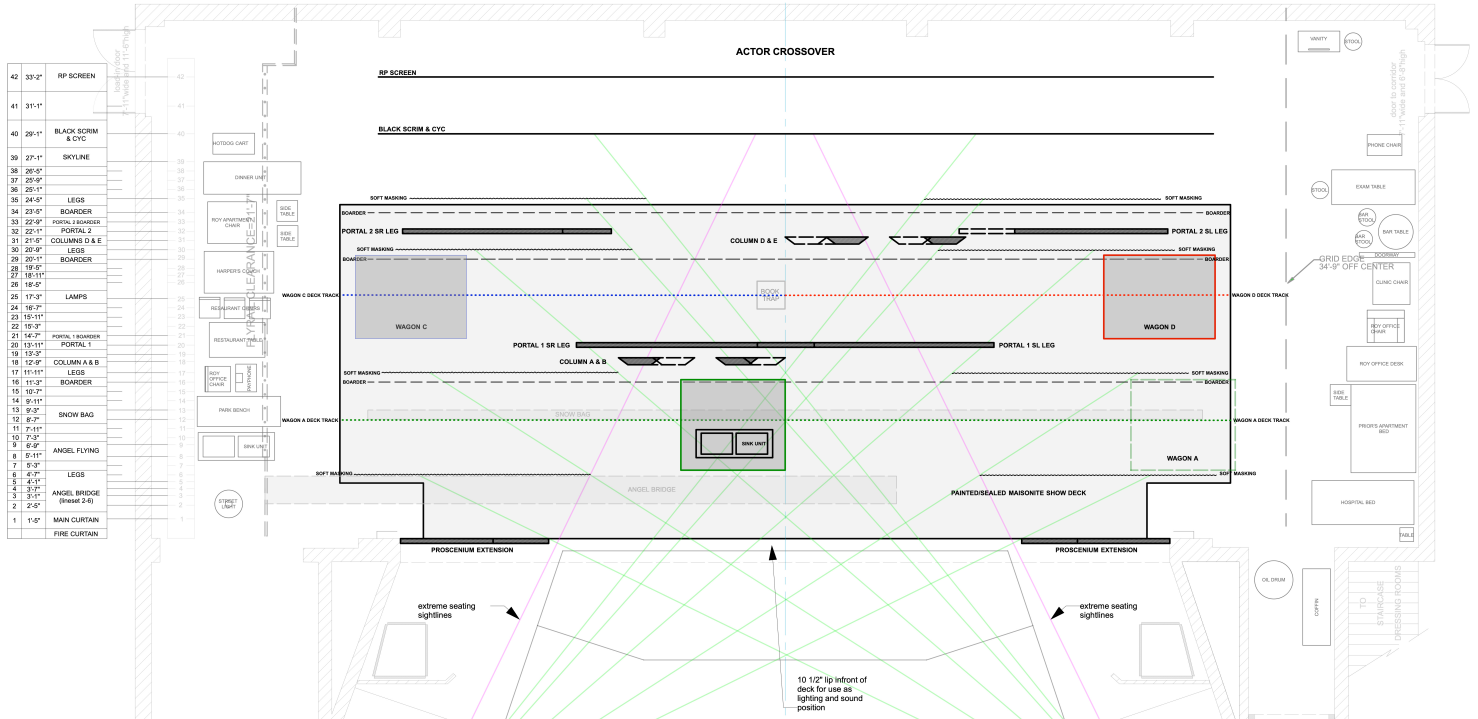 ACTOR CROSSOVER
RP SCREEN
BLACK SCRIM & CYC
42 33'-2" RP SCREEN
41 31'-1"
40 29'-1" BLACK SCRIM
& CYC
39 27'-1" SKYLINE
38 26'-5"
37 25'-9"
36 25'-1"
35 24'-5" LEGS
34 23'-5" BOARDER
33 22'-9" PORTAL 2 BOARDER
32 22'-1" PORTAL 2
31 21'-5" COLUMNS D & E
30 20'-9" LEGS
29 20'-1" BOARDER
28 19'-5"
27 18'-11"
26 18'-5"
25 17'-3" LAMPS
24 16'-7"
23 15'-11"
22 15'-3"
21 14'-7" PORTAL 1 BOARDER
20 13'-11" PORTAL 1
19 13'-3"
18 12'-9" COLUMN A & B
17 11'-11" LEGS
16 11'-3" BOARDER
15 10'-7"
14 9'-11"
13 9'-3" SNOW BAG
12 8'-7"
11 7'-11"
10 7'-3"
9 6'-9" ANGEL FLYING
8 5'-11"
7 5'-3"
6 4'-7" LEGS
5 4'-1"
4 3'-7" ANGEL BRIDGE
3 3'-1" (lineset 2-6)
2 2'-5"
1 1'-5" MAIN CURTAIN
FIRE CURTAIN
HOTDOG CART
DINNER UNIT
ROY APARTMENT
CHAIR
SIDE
TABLE
SIDE
TABLE
HARPER'S COUCH
RESTAURANT TABLE
ROY
OFFICE
CHAIR
PAYPHONE
PARK BENCH
SINK UNIT
STREET
LIGHT
SOFT MASKING
SOFT MASKING
BOARDER
BOARDER
PORTAL 2 SR LEG
COLUMN D & E
PORTAL 2 SL LEG
SOFT MASKING
SOFT MASKING
BOARDER
BOARDER
WAGON C DECK TRACK
BOOK
TRAP
WAGON D DECK TRACK
WAGON C
WAGON D
PORTAL 1 SR LEG
PORTAL 1 SL LEG
COLUMN A & B
SOFT MASKING
SOFT MASKING
BOARDER
BOARDER
SNOW BAG
WAGON A DECK TRACK
WAGON A DECK TRACK
SINK UNIT
WAGON A
SOFT MASKING
SOFT MASKING
ANGEL BRIDGE
PAINTED/SEALED MAISONITE SHOW DECK
PROSCENIUM EXTENSION
PROSCENIUM EXTENSION
extreme seating
sightlines
extreme seating
sightlines
10 1/2" lip infront of
deck for use as
lighting and sound
position
VANITY
STOOL
PHONE CHAIR
STOOL
EXAM TABLE
BAR
STOOL
BAR
STOOL
BAR TABLE
DOORWAY
GRID EDGE
34'-9" OFF CENTER
CLINIC CHAIR
ROY OFFICE
CHAIR
ROY OFFICE DESK
SIDE
TABLE
PRIOR'S APARTMENT
BED
HOSPITAL BED
TABLE
OIL DRUM
COFFIN
TO
STAIRCASE
DRESSING ROOMS
door to corridor